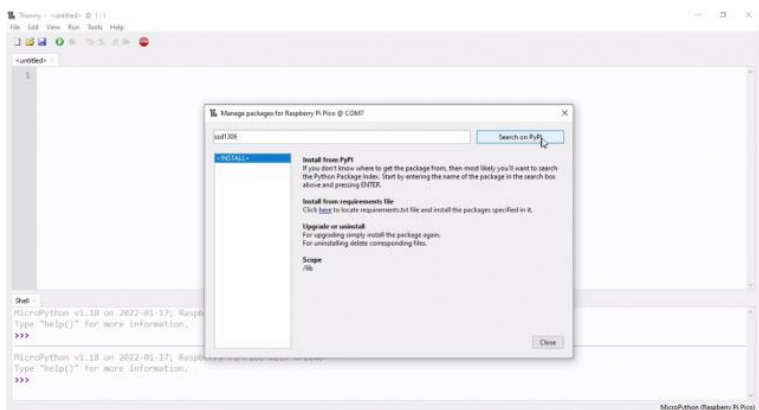 Thonny - <untitled> @ 1:1
File Edit View Run Tools Help
<untitled>
1
Manage packages for Raspberry Pi Pico @ COM7
ssd1306
Search on PyPI
<INSTALL>
Install from PyPI
If you don't know where to get the package from, then most likely you'll want to search
the Python Package Index. Start by entering the name of the package in the search box
above and pressing ENTER.
Install from requirements file
Click here to locate requirements.txt file and install the packages specified in it.
Upgrade or uninstall
For upgrading simply install the package again.
For uninstalling delete corresponding files.
Scope
/lib
Close
Shell
MicroPython v1.18 on 2022-01-17; Raspb
Type "help()" for more information.
>>>
MicroPython v1.18 on 2022-01-17; Raspberry Pi Pico with RP2040
Type "help()" for more information.
>>>
MicroPython (Raspberry Pi Pico)